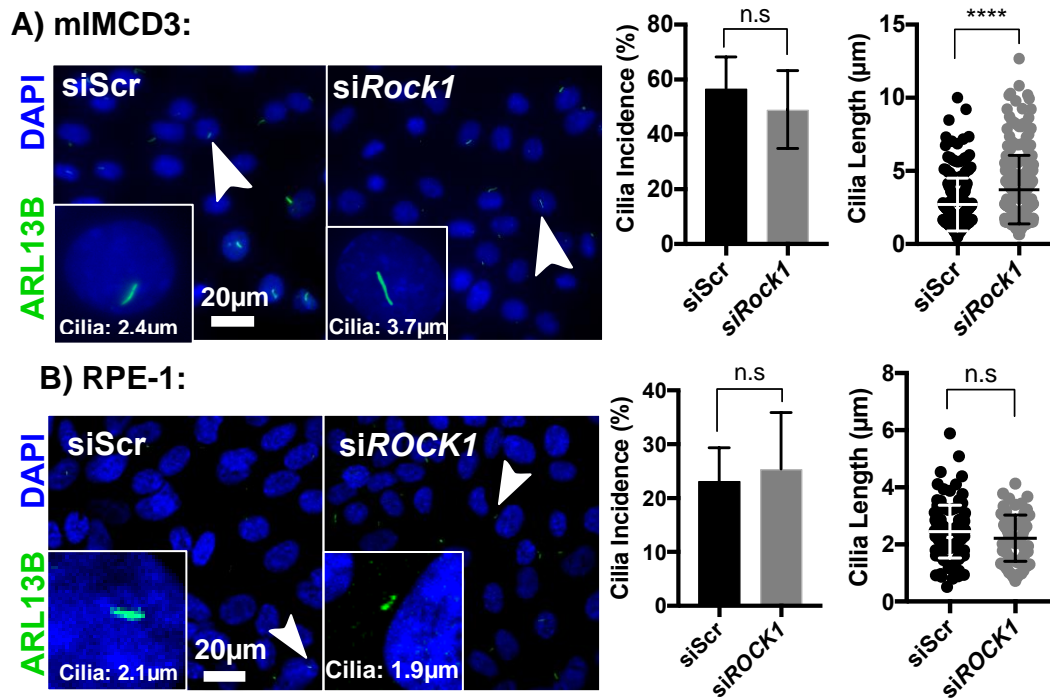 A) mIMCD3:
ARL13B DAPI
siScr
siRock1
20µm
Cilia: 2.4µm
Cilia: 3.7µm
Cilia Incidence (%)
80
60
40
20
0
n.s
siScr
siRock1
Cilia Length (µm)
15
10
5
0
****
siScr
siRock1
B) RPE-1:
ARL13B DAPI
siScr
siROCK1
20µm
Cilia: 2.1µm
Cilia: 1.9µm
Cilia Incidence (%)
40
30
20
10
0
n.s
siScr
siROCK1
Cilia Length (µm)
8
6
4
2
0
n.s
siScr
siROCK1